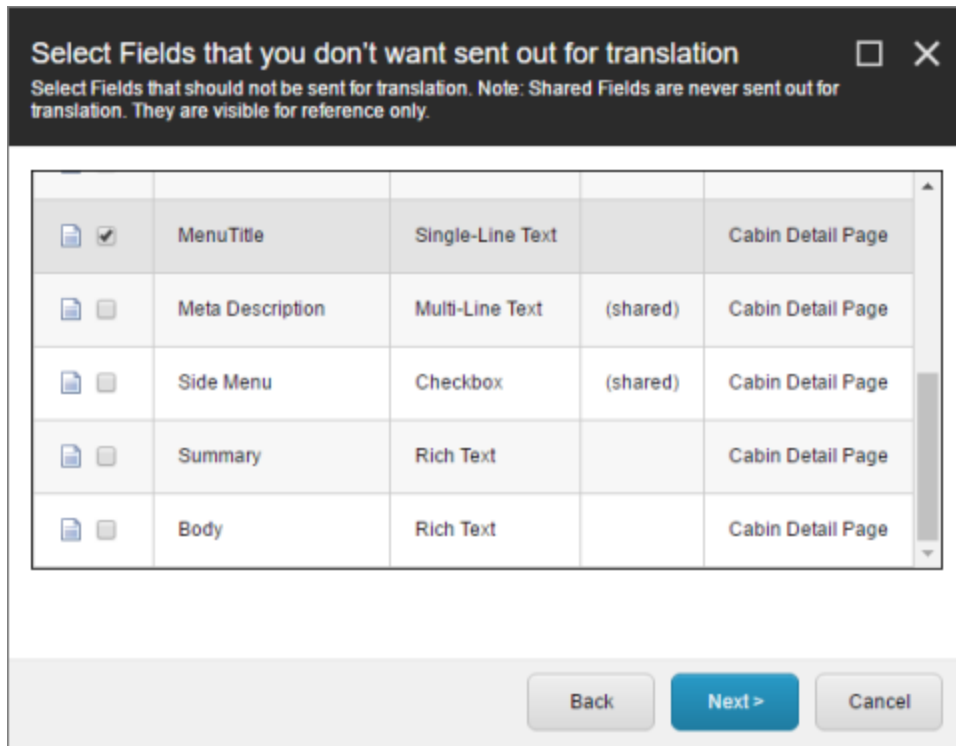 Select Fields that you don't want sent out for translation
Select Fields that should not be sent for translation. Note: Shared Fields are never sent out for
translation. They are visible for reference only.
MenuTitle Single-Line Text Cabin Detail Page
Meta Description Multi-Line Text (shared) Cabin Detail Page
Side Menu Checkbox (shared) Cabin Detail Page
Summary Rich Text Cabin Detail Page
Body Rich Text Cabin Detail Page
Back Next > Cancel